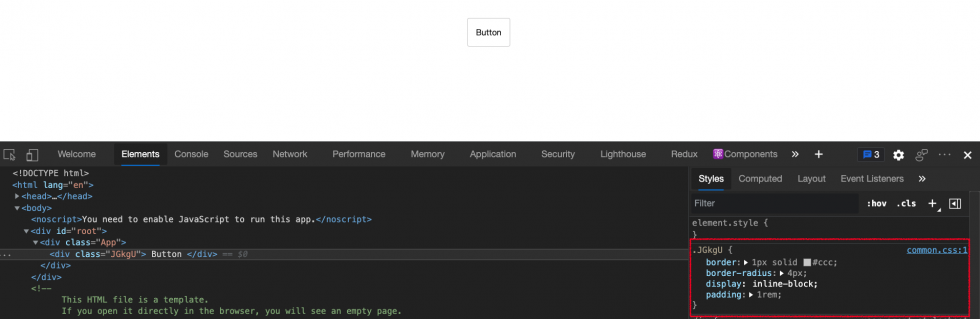 Button
Welcome Elements Console Sources Network Performance Memory Application Security Lighthouse Redux Components » + 3 ··· ×
<!DOCTYPE html>
<html lang="en">
<head>…</head>
<body>
<noscript>You need to enable JavaScript to run this app.</noscript>
<div id="root">
<div class="App">
... <div class="JGkgU"> Button </div> == $0
</div>
</div>
<!--
This HTML file is a template.
If you open it directly in the browser, you will see an empty page.
Styles Computed Layout Event Listeners »
Filter :hov .cls +
element.style {
}
.JGkgU { common.css:1
border: 1px solid #ccc;
border-radius: 4px;
display: inline-block;
padding: 1rem;
}